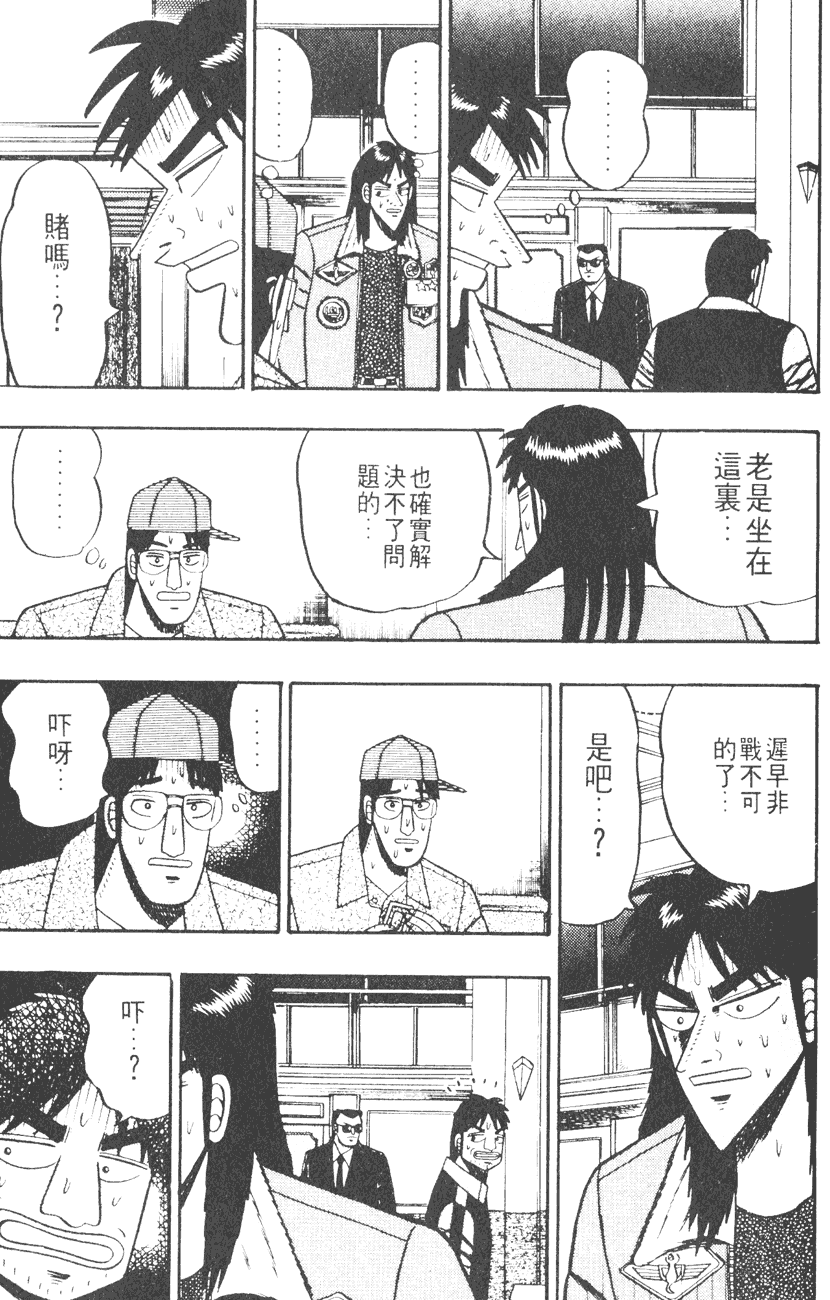 ………
………
………
賭嗎…?
老是坐在
這裏…
也確實解
決不了問
題的…
………
遲早非
戰不可
的了…
是吧…?
………
吓呀…
吓…?